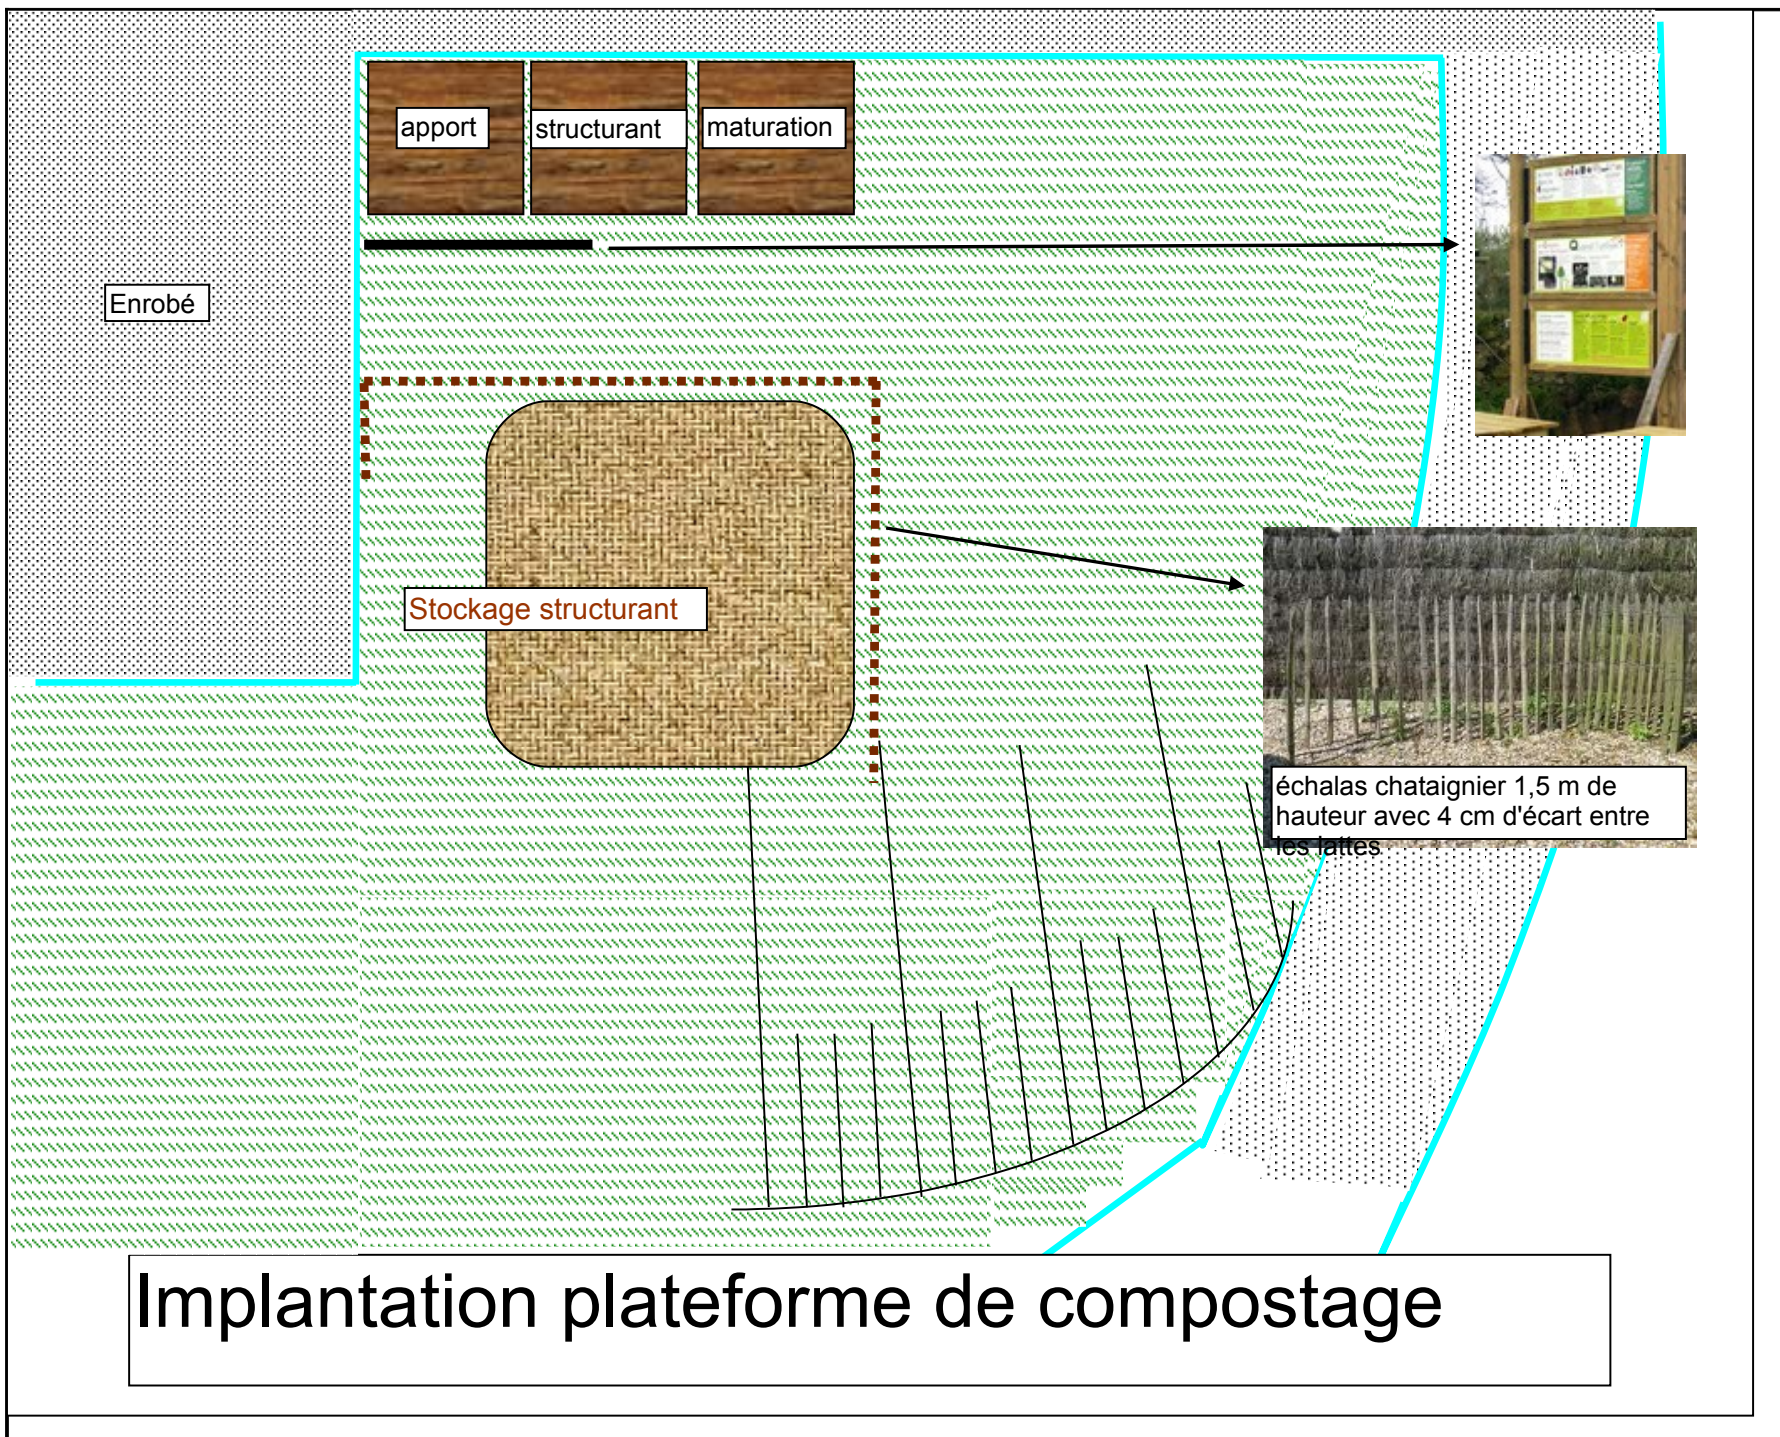 apport
structurant
maturation
Enrobé
Stockage structurant
échalas chataignier 1,5 m de
hauteur avec 4 cm d'écart entre
les lattes
Implantation plateforme de compostage